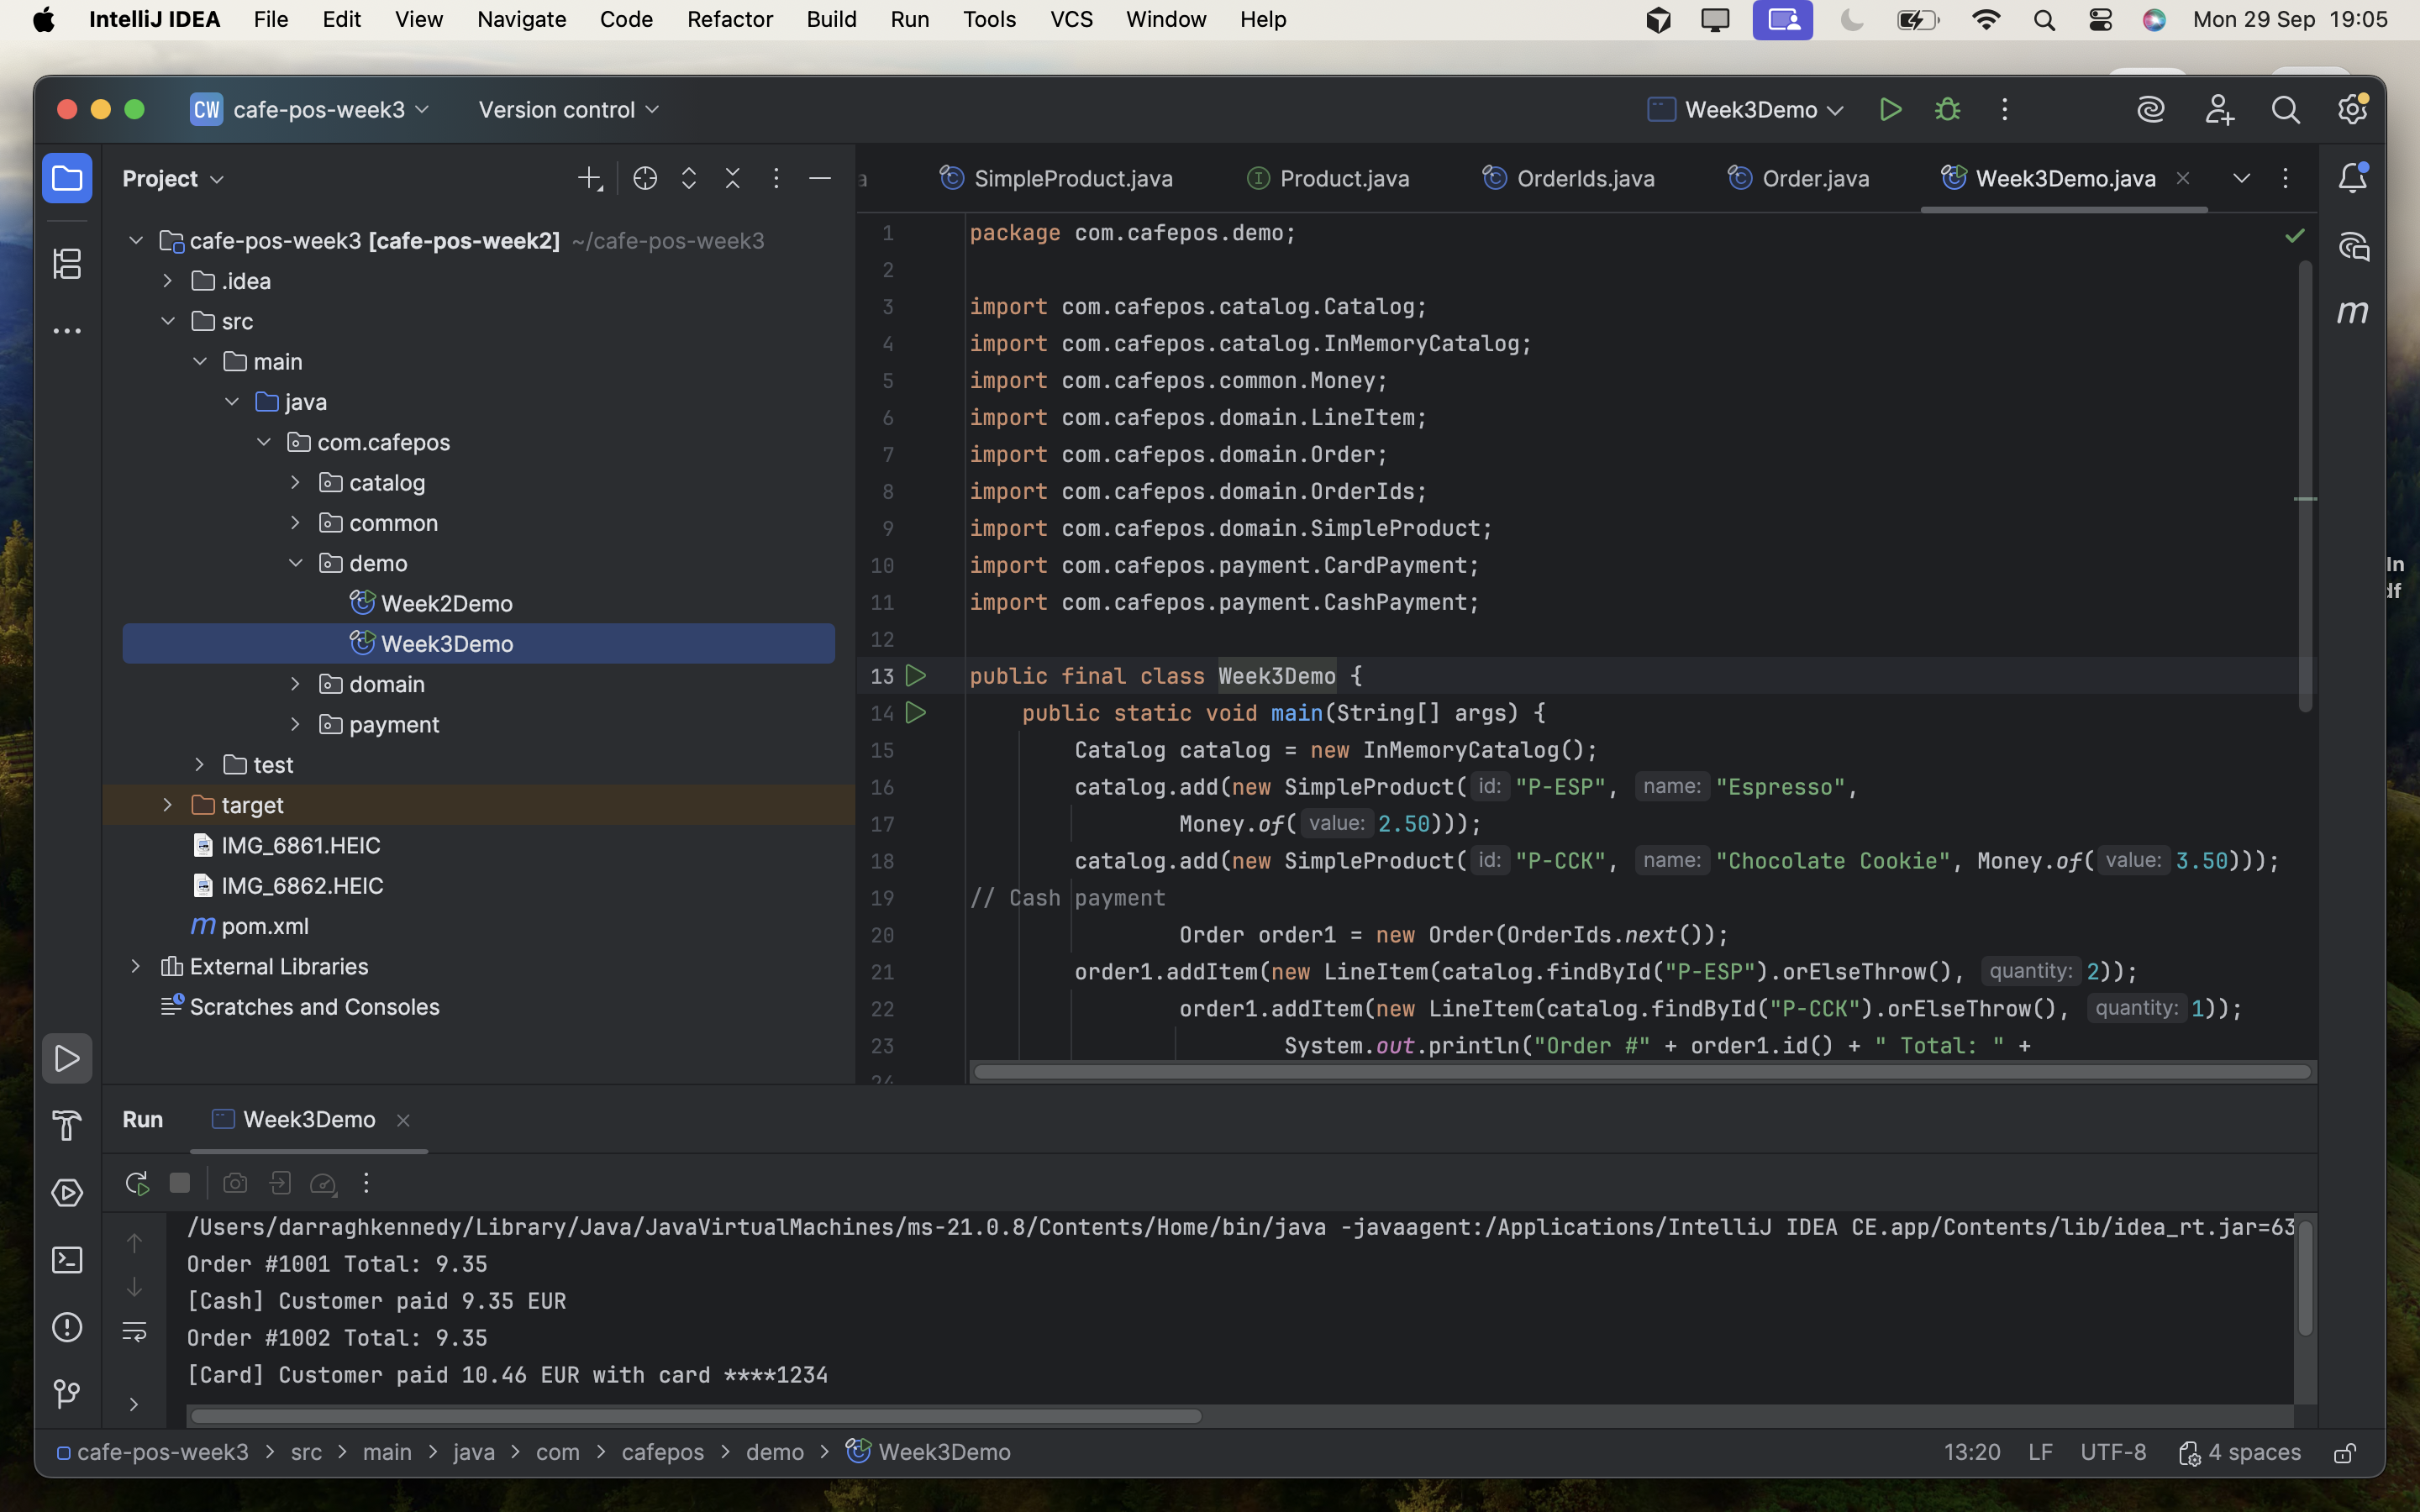 IntelliJ IDEA File Edit View Navigate Code Refactor Build Run Tools VCS Window Help Mon 29 Sep 19:05
CW cafe-pos-week3 Version control Week3Demo
Project
cafe-pos-week3 [cafe-pos-week2] ~/cafe-pos-week3
.idea
src
main
java
com.cafepos
catalog
common
demo
Week2Demo
Week3Demo
domain
payment
test
target
IMG_6861.HEIC
IMG_6862.HEIC
m pom.xml
External Libraries
Scratches and Consoles
a SimpleProduct.java Product.java OrderIds.java Order.java Week3Demo.java
1 package com.cafepos.demo;
2
3 import com.cafepos.catalog.Catalog;
4 import com.cafepos.catalog.InMemoryCatalog;
5 import com.cafepos.common.Money;
6 import com.cafepos.domain.LineItem;
7 import com.cafepos.domain.Order;
8 import com.cafepos.domain.OrderIds;
9 import com.cafepos.domain.SimpleProduct;
10 import com.cafepos.payment.CardPayment;
11 import com.cafepos.payment.CashPayment;
12
13 public final class Week3Demo {
14 public static void main(String[] args) {
15 Catalog catalog = new InMemoryCatalog();
16 catalog.add(new SimpleProduct( id: "P-ESP", name: "Espresso",
17 Money.of( value: 2.50)));
18 catalog.add(new SimpleProduct( id: "P-CCK", name: "Chocolate Cookie", Money.of( value: 3.50)));
19 // Cash payment
20 Order order1 = new Order(OrderIds.next());
21 order1.addItem(new LineItem(catalog.findById("P-ESP").orElseThrow(), quantity: 2));
22 order1.addItem(new LineItem(catalog.findById("P-CCK").orElseThrow(), quantity: 1));
23 System.out.println("Order #" + order1.id() + " Total: " +
24
m
ln
df
Run Week3Demo
/Users/darraghkennedy/Library/Java/JavaVirtualMachines/ms-21.0.8/Contents/Home/bin/java -javaagent:/Applications/IntelliJ IDEA CE.app/Contents/lib/idea_rt.jar=63
Order #1001 Total: 9.35
[Cash] Customer paid 9.35 EUR
Order #1002 Total: 9.35
[Card] Customer paid 10.46 EUR with card ****1234
cafe-pos-week3 > src > main > java > com > cafepos > demo > Week3Demo 13:20 LF UTF-8 4 spaces